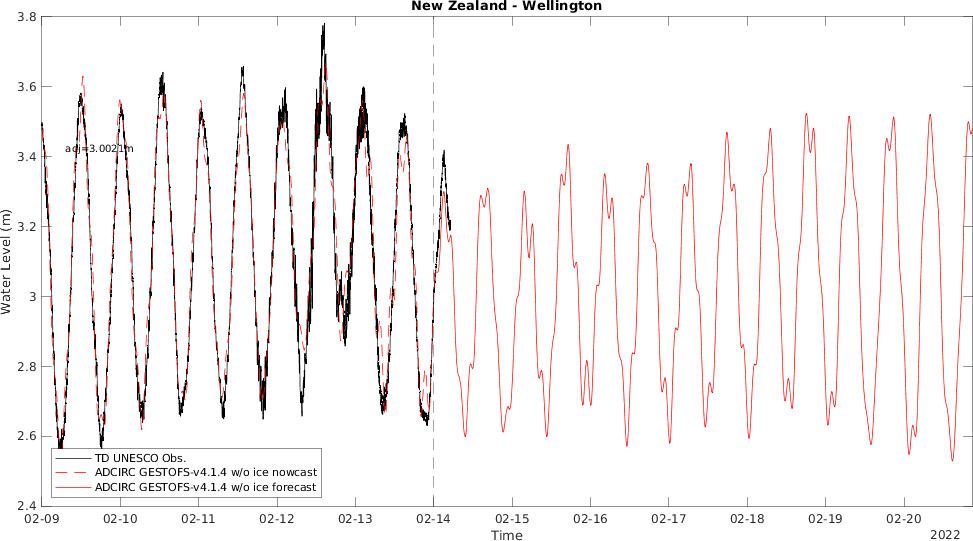 New Zealand - Wellington
3.8
3.6
3.4
3.2
3
2.8
2.6
2.4
Water Level (m)
adj=3.0021m
TD UNESCO Obs.
ADCIRC GESTOFS-v4.1.4 w/o ice nowcast
ADCIRC GESTOFS-v4.1.4 w/o ice forecast
02-09 02-10 02-11 02-12 02-13 02-14 02-15 02-16 02-17 02-18 02-19 02-20
Time
2022